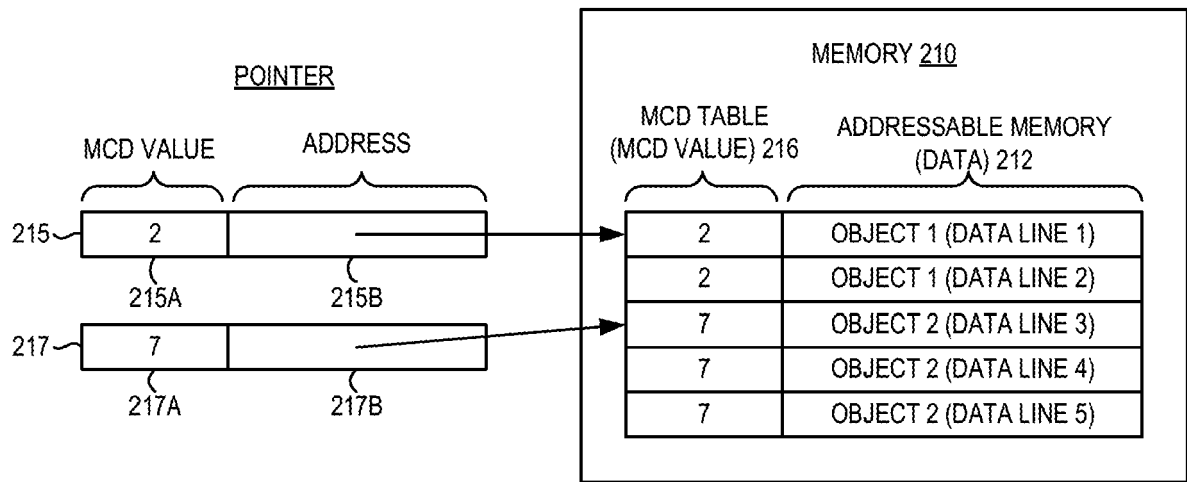 MEMORY 210
POINTER
MCD VALUE
ADDRESS
MCD TABLE
(MCD VALUE) 216
ADDRESSABLE MEMORY
(DATA) 212
215
2
215A
215B
217
7
217A
217B
2 OBJECT 1 (DATA LINE 1)
2 OBJECT 1 (DATA LINE 2)
7 OBJECT 2 (DATA LINE 3)
7 OBJECT 2 (DATA LINE 4)
7 OBJECT 2 (DATA LINE 5)